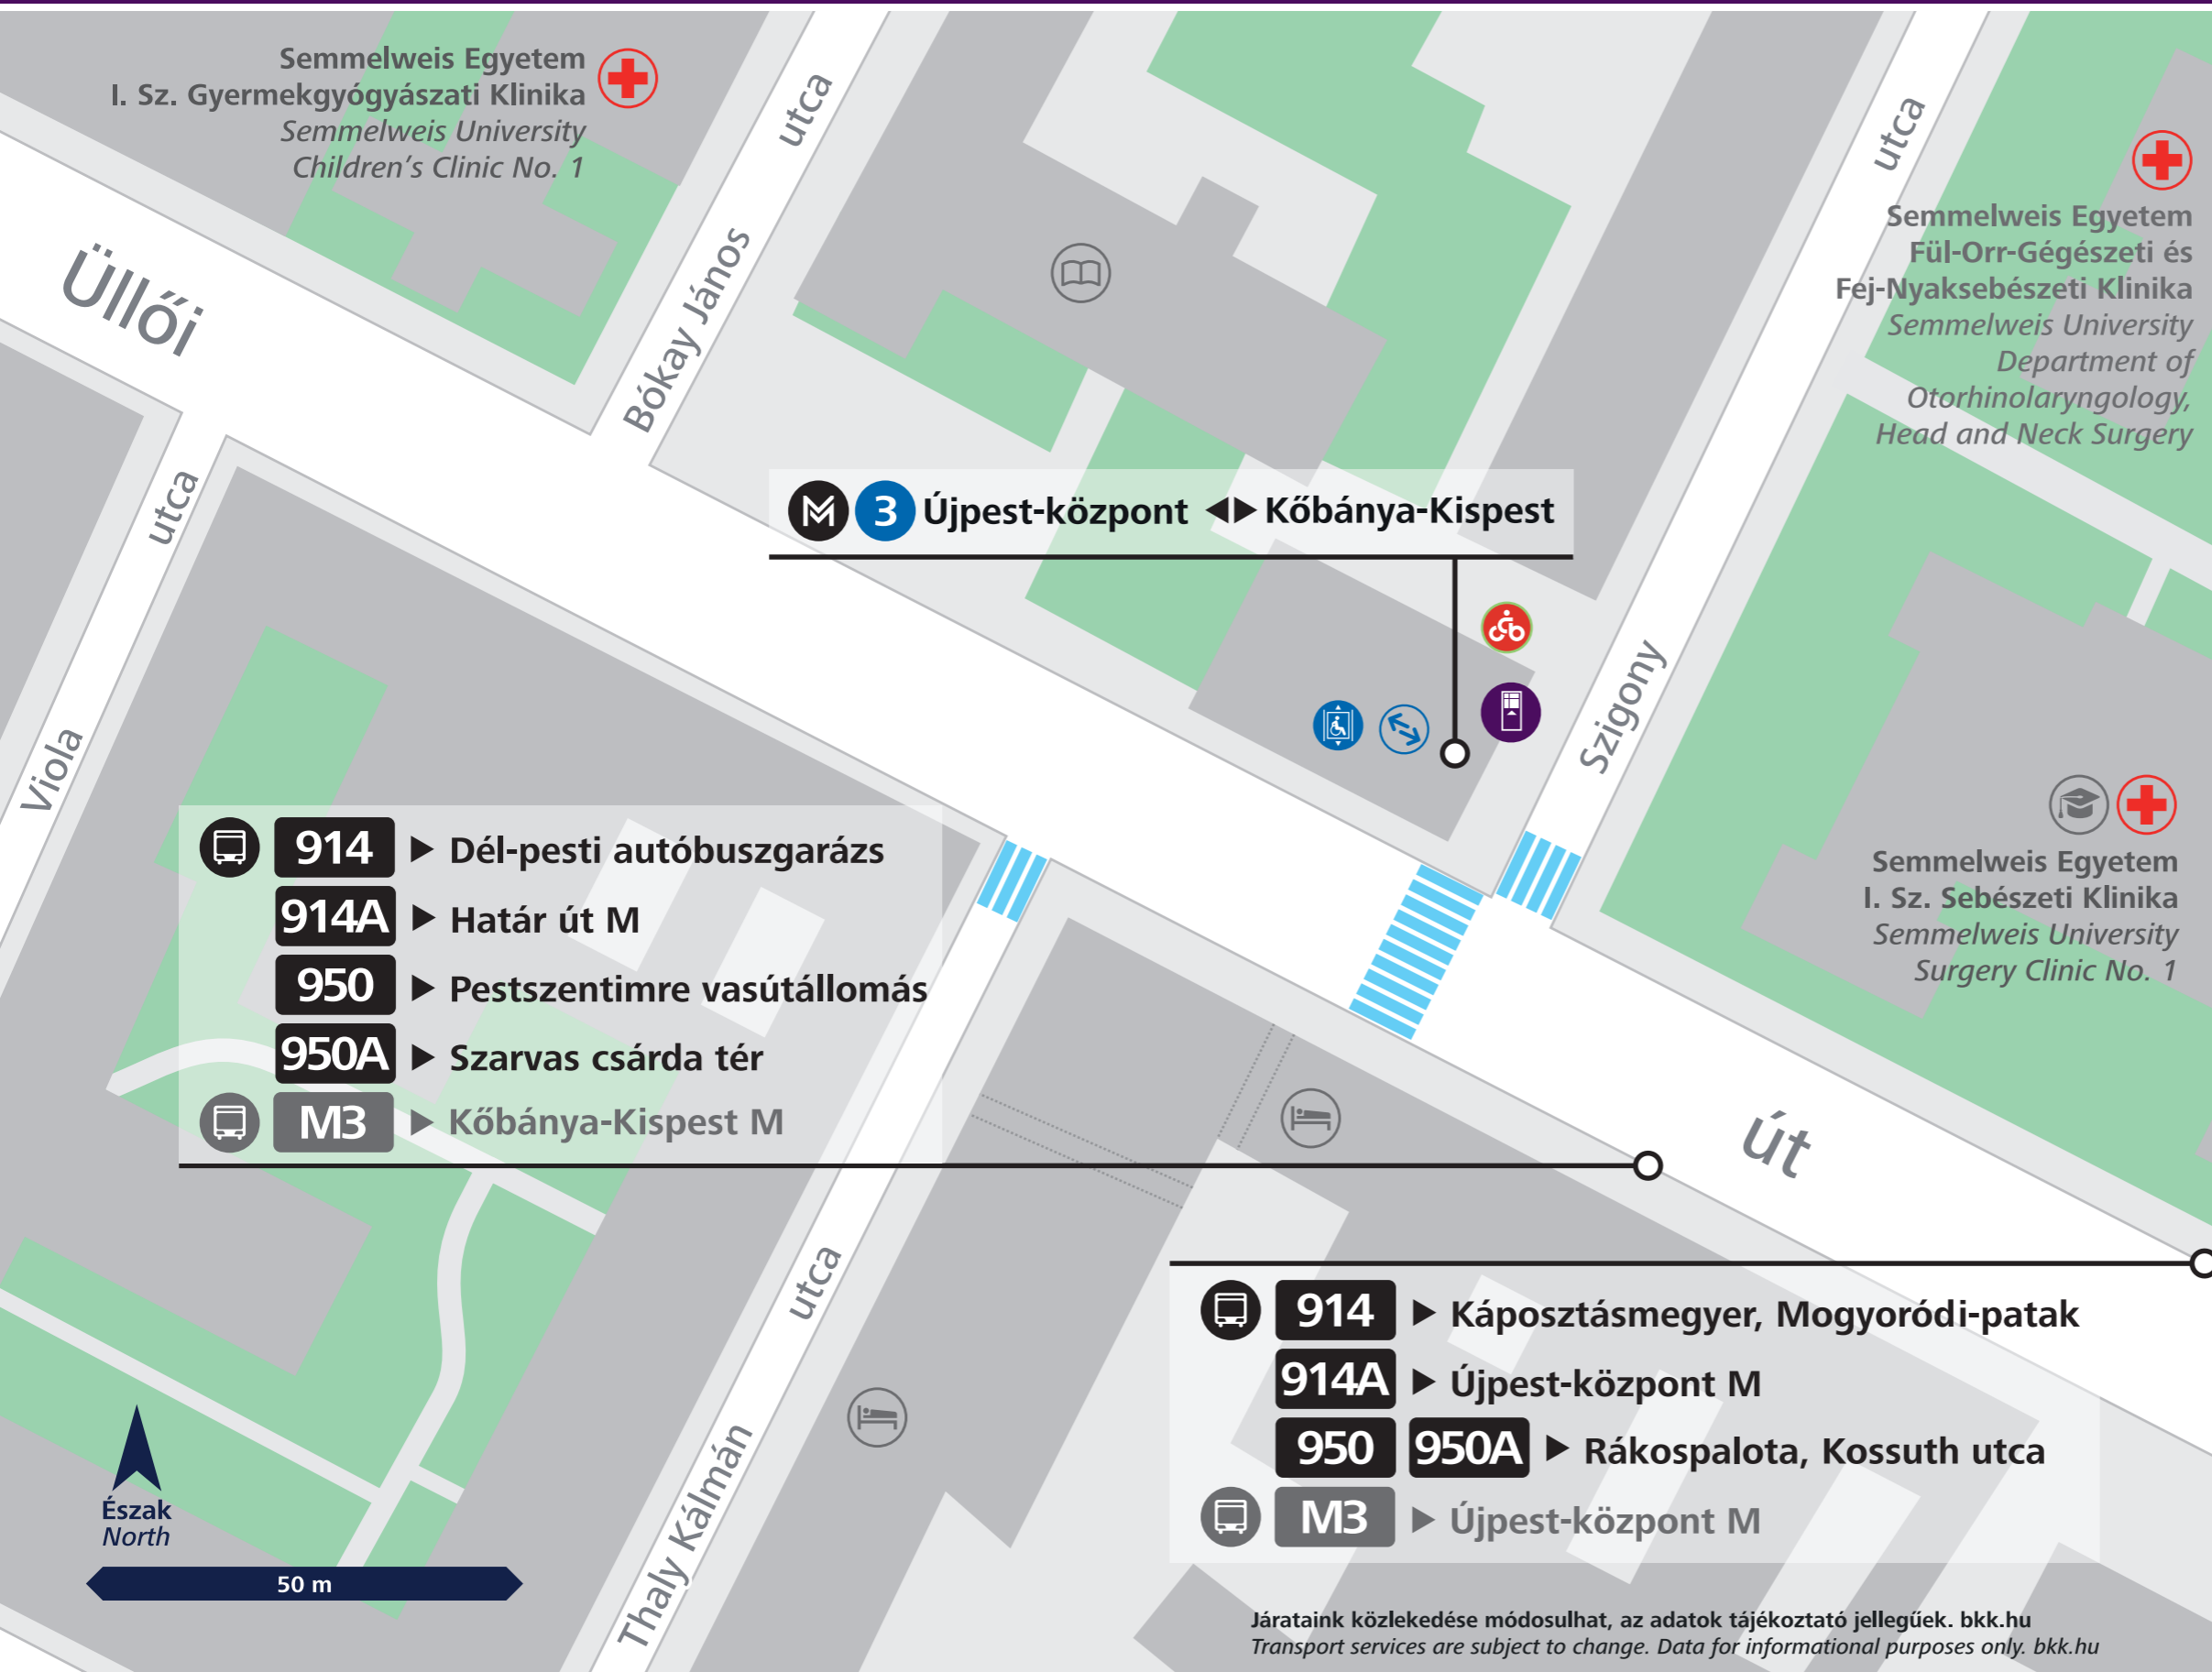 Semmelweis Egyetem
I. Sz. Gyermekgyógyászati Klinika
Semmelweis University
Children's Clinic No. 1
utca
Bókay János
utca
Semmelweis Egyetem
Fül-Orr-Gégészeti és
Fej-Nyaksebészeti Klinika
Semmelweis University
Department of
Otorhinolaryngology,
Head and Neck Surgery
Üllői
utca
Viola
M 3 Újpest-központ ◀▶ Kőbánya-Kispest
Szigony
Semmelweis Egyetem
I. Sz. Sebészeti Klinika
Semmelweis University
Surgery Clinic No. 1
914 ▶ Dél-pesti autóbuszgarázs
914A ▶ Határ út M
950 ▶ Pestszentimre vasútállomás
950A ▶ Szarvas csárda tér
M3 ▶ Kőbánya-Kispest M
út
utca
Thaly Kálmán
914 ▶ Káposztásmegyer, Mogyoródi-patak
914A ▶ Újpest-központ M
950 950A ▶ Rákospalota, Kossuth utca
M3 ▶ Újpest-központ M
Észak
North
50 m
Járataink közlekedése módosulhat, az adatok tájékoztató jellegűek. bkk.hu
Transport services are subject to change. Data for informational purposes only. bkk.hu